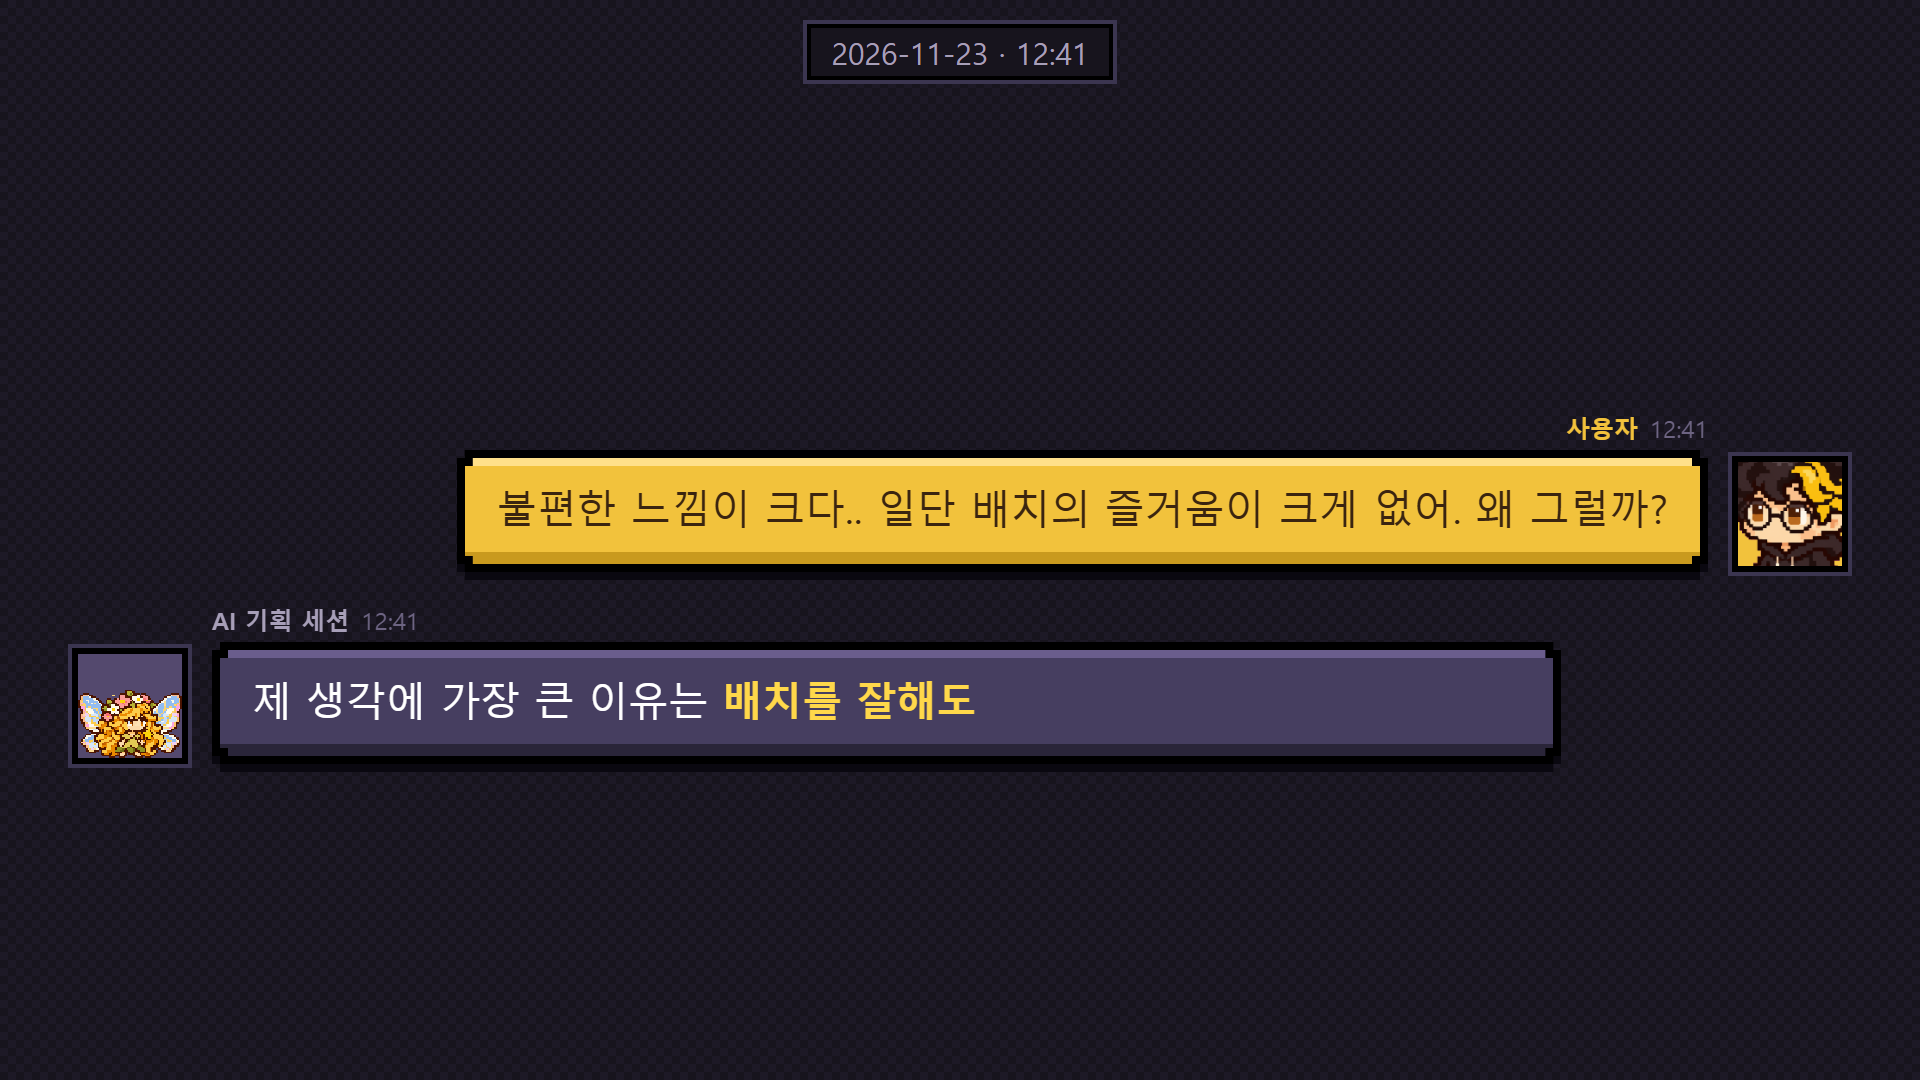 2026-11-23 · 12:41
사용자 12:41
불편한 느낌이 크다.. 일단 배치의 즐거움이 크게 없어. 왜 그럴까?
AI 기획 세션 12:41
제 생각에 가장 큰 이유는 배치를 잘해도